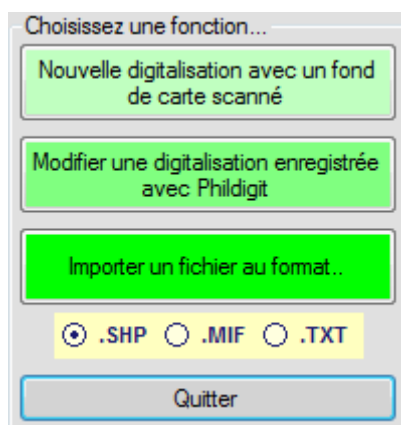 Choisissez une fonction...
Nouvelle digitalisation avec un fond
de carte scanné
Modifier une digitalisation enregistrée
avec Phildigit
Importer un fichier au format..
.SHP .MIF .TXT
Quitter